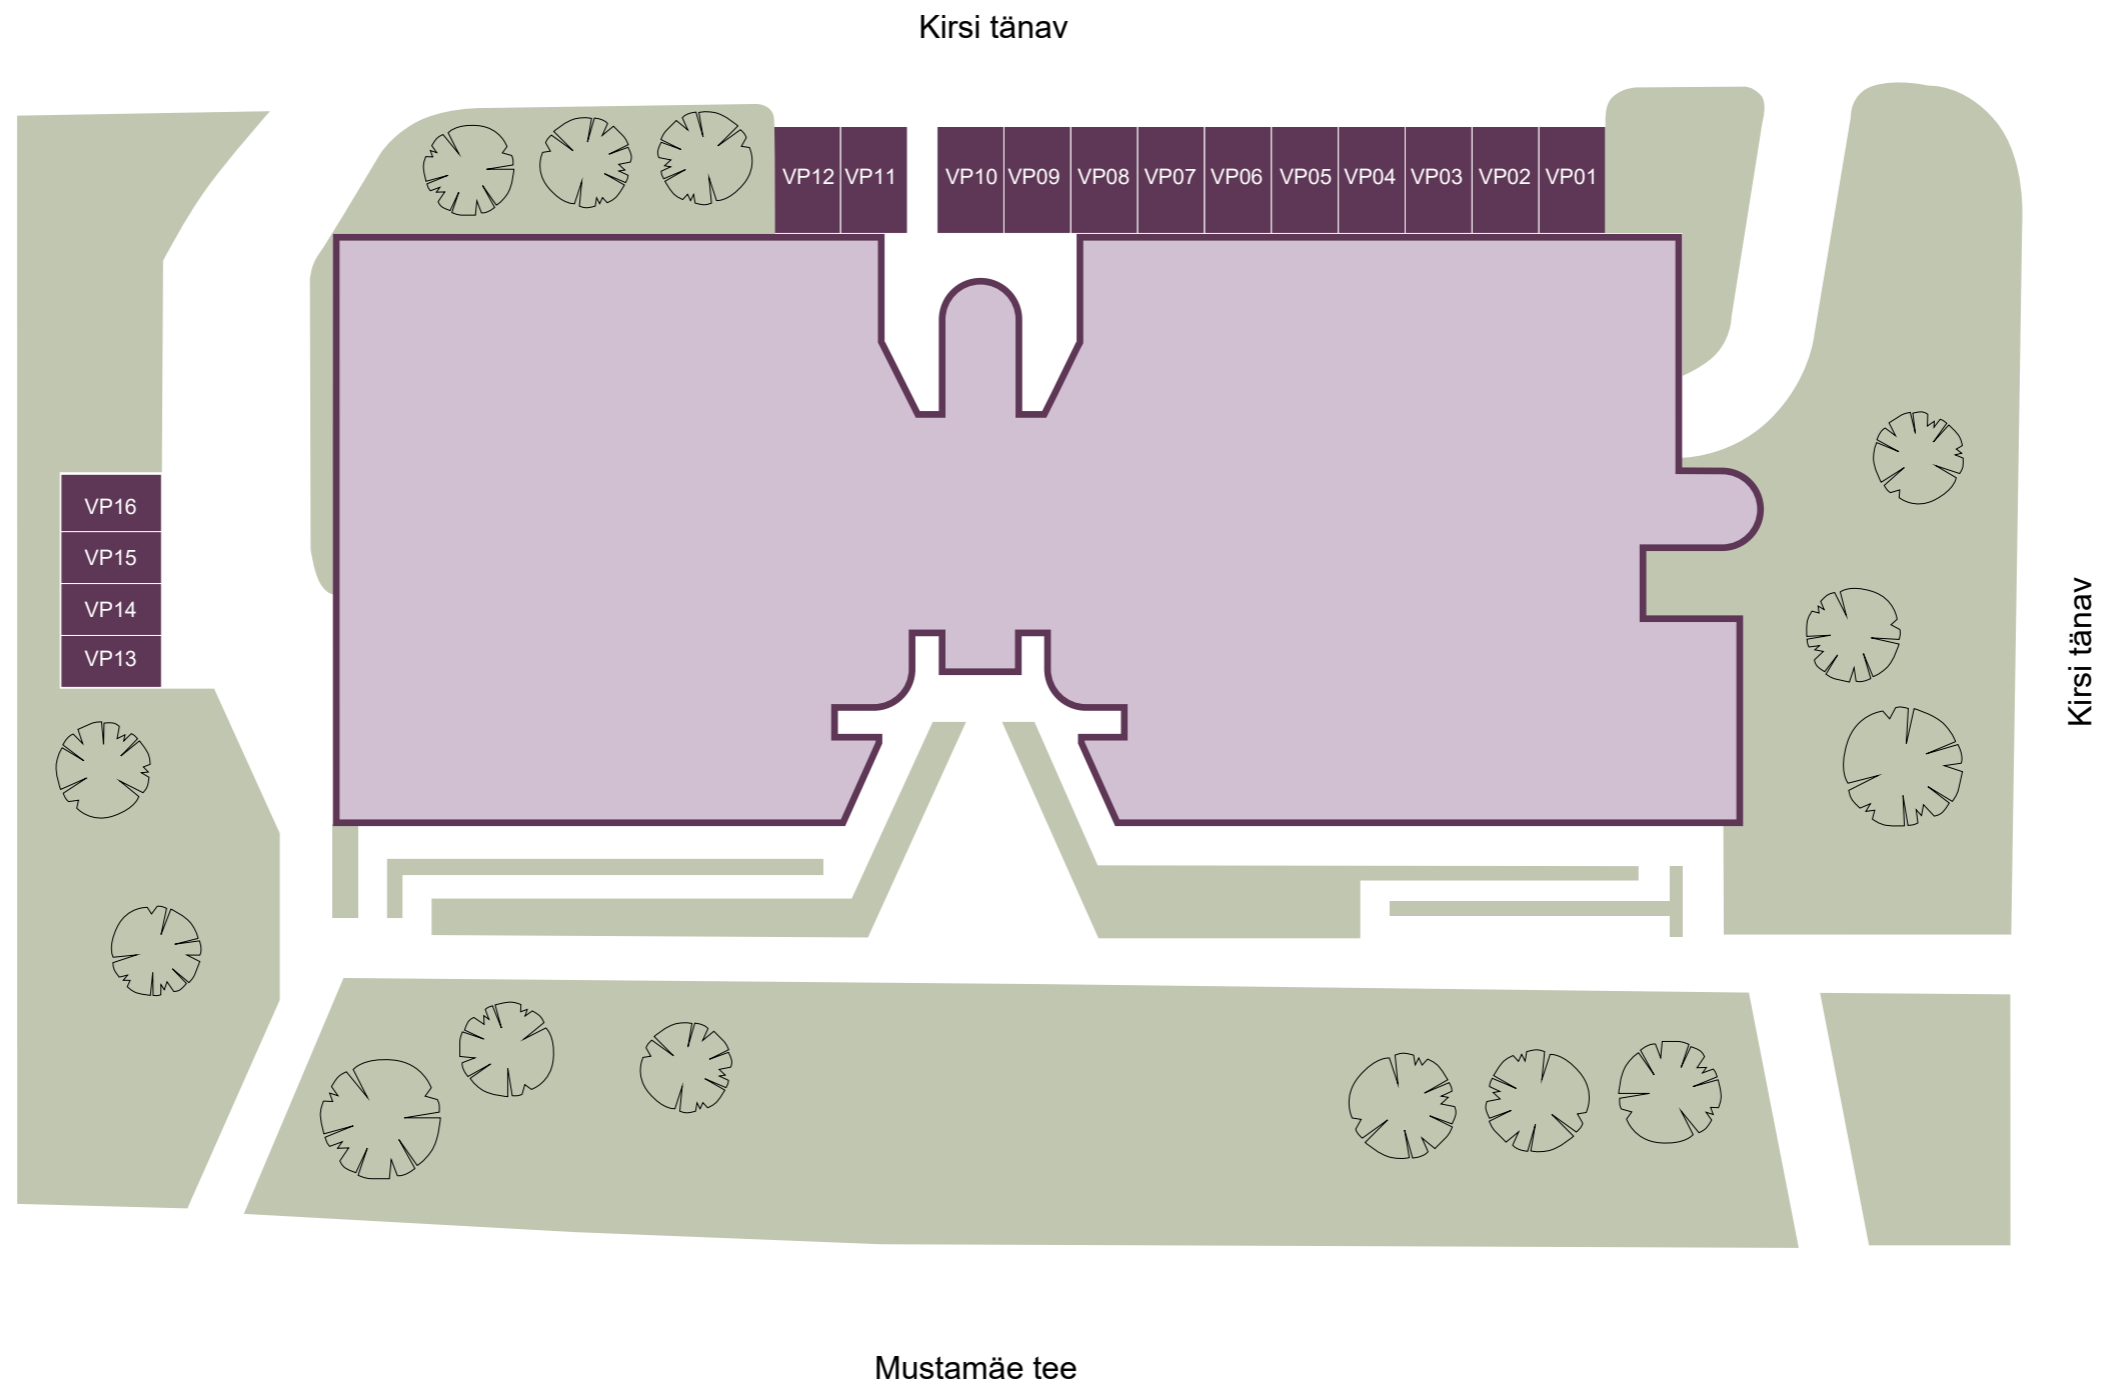 Kirsi tänav
VP12 VP11 VP10 VP09 VP08 VP07 VP06 VP05 VP04 VP03 VP02 VP01
VP16
VP15
VP14
VP13
Kirsi tänav
Mustamäe tee